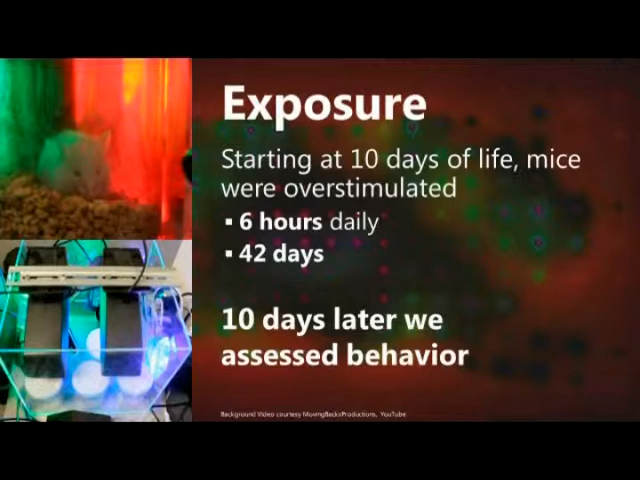 Exposure
Starting at 10 days of life, mice
were overstimulated
▪ 6 hours daily
▪ 42 days
10 days later we
assessed behavior
Background Video courtesy MovingBacksProductions, YouTube